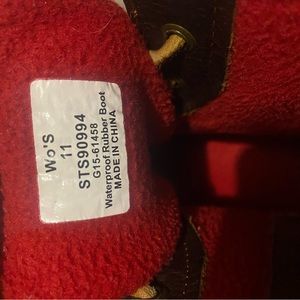 Wo'S
11
STS90994
G15-61458
Waterproof Rubber Boot
MADE IN CHINA